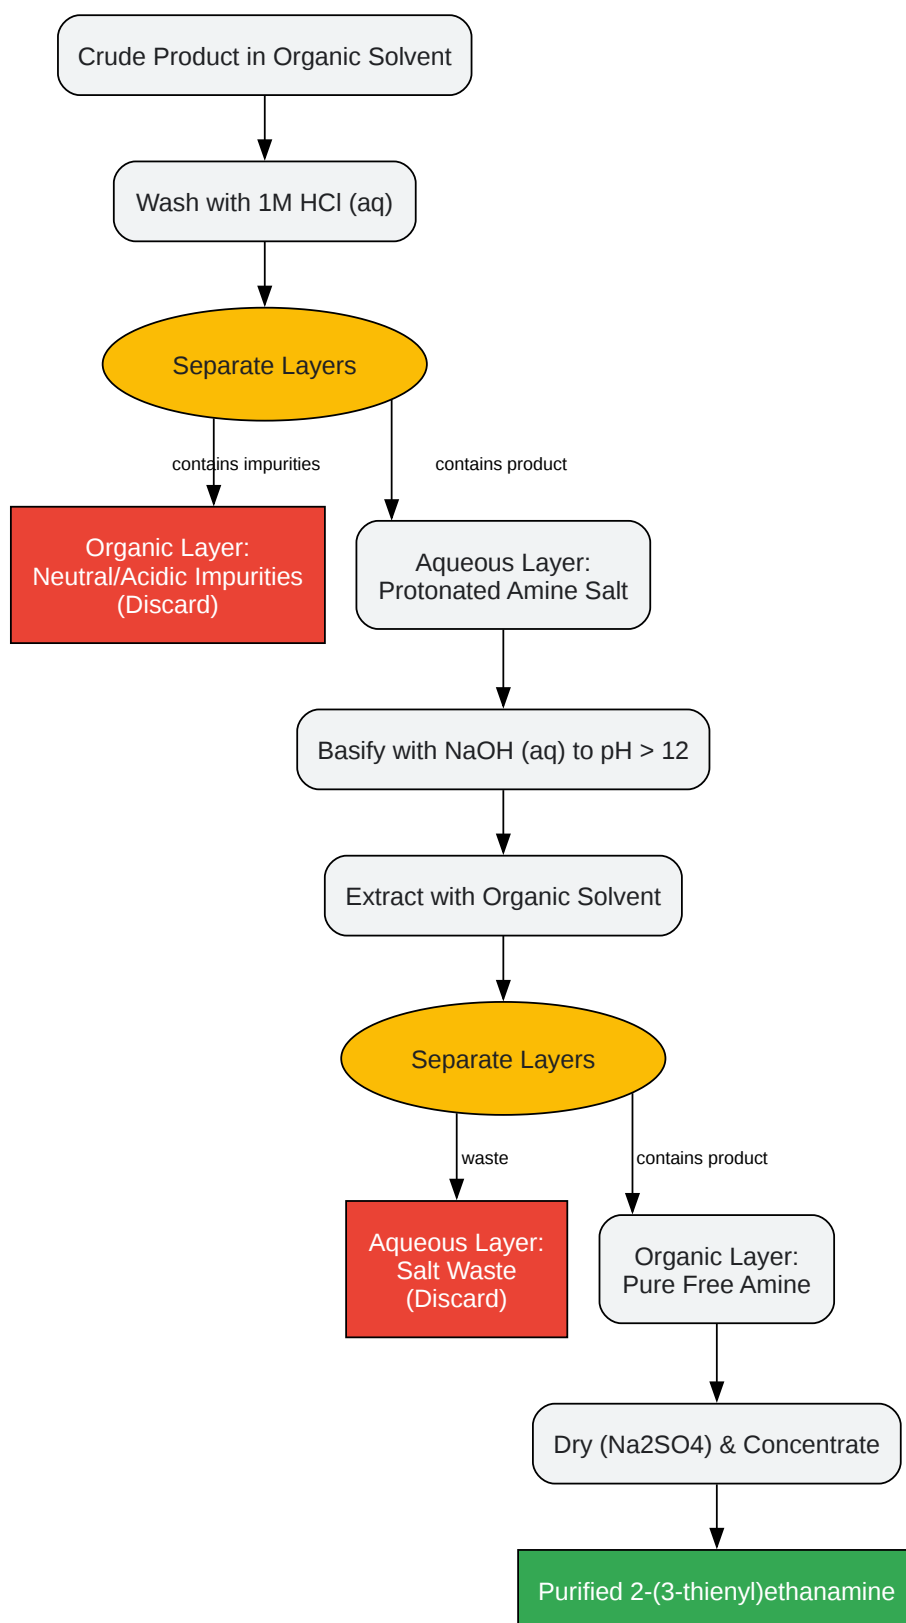 Crude Product in Organic Solvent
Wash with 1M HCl (aq)
Separate Layers
contains impurities
contains product
Organic Layer:
Neutral/Acidic Impurities
(Discard)
Aqueous Layer:
Protonated Amine Salt
Basify with NaOH (aq) to pH > 12
Extract with Organic Solvent
Separate Layers
waste
contains product
Aqueous Layer:
Salt Waste
(Discard)
Organic Layer:
Pure Free Amine
Dry (Na2SO4) & Concentrate
Purified 2-(3-thienyl)ethanamine